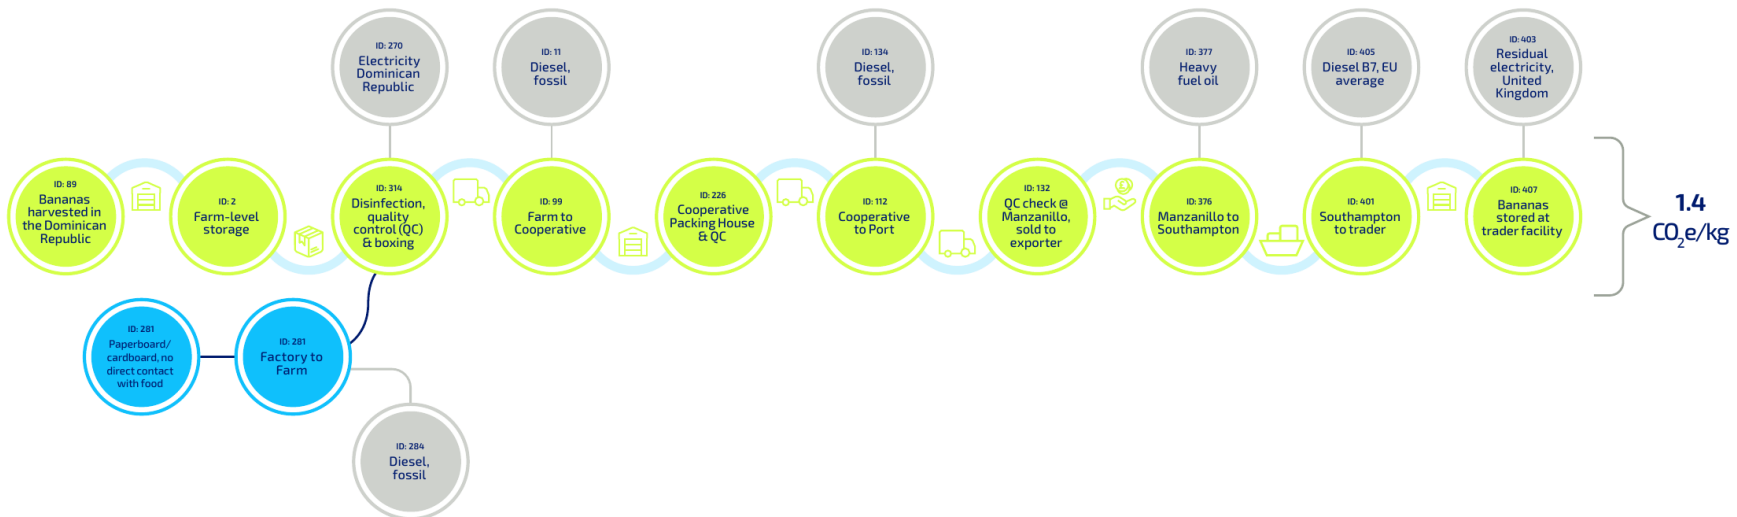 ID: 270
Electricity
Dominican
Republic
ID: 11
Diesel,
fossil
ID: 134
Diesel,
fossil
ID: 377
Heavy
fuel oil
ID: 405
Diesel B7, EU
average
ID: 403
Residual
electricity,
United
Kingdom
ID: 89
Bananas
harvested in
the Dominican
Republic
ID: 2
Farm-level
storage
ID: 314
Disinfection,
quality
control (QC)
& boxing
ID: 99
Farm to
Cooperative
ID: 226
Cooperative
Packing House
& QC
ID: 112
Cooperative
to Port
ID: 132
QC check @
Manzanillo,
sold to
exporter
£
ID: 376
Manzanillo to
Southampton
ID: 401
Southampton
to trader
ID: 407
Bananas
stored at
trader facility
1.4
CO₂e/kg
ID: 281
Paperboard/
cardboard, no
direct contact
with food
ID: 281
Factory to
Farm
ID: 284
Diesel,
fossil